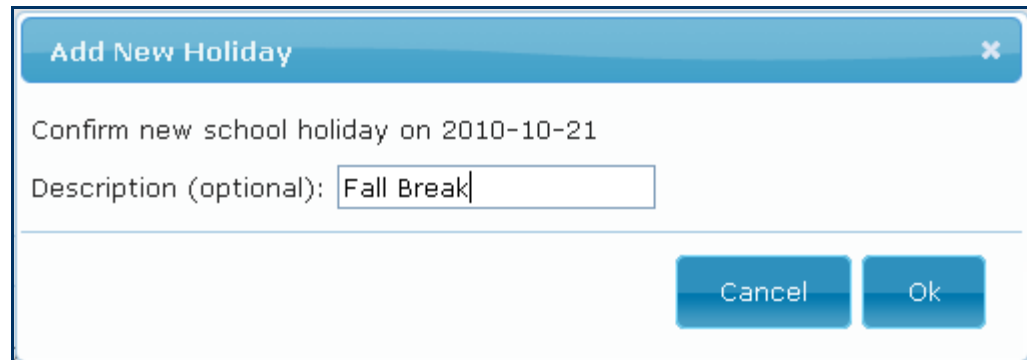 Add New Holiday
Confirm new school holiday on 2010-10-21
Description (optional): Fall Break
Cancel Ok